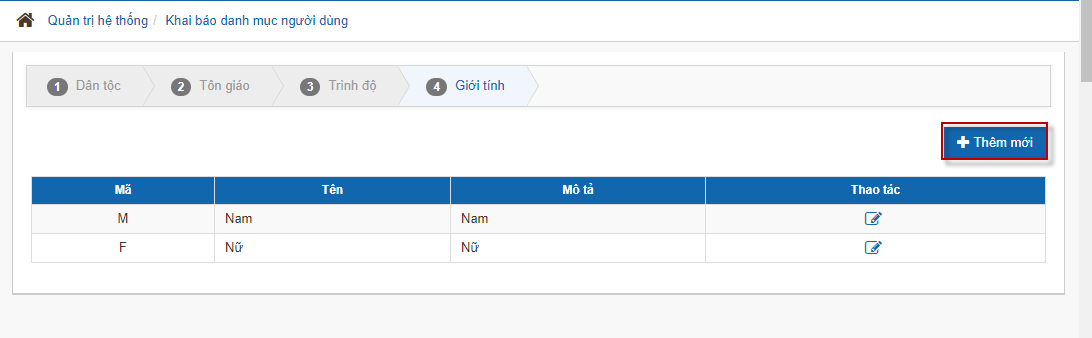 Quản trị hệ thống / Khai báo danh mục người dùng
1 Dân tộc 2 Tôn giáo 3 Trình độ 4 Giới tính
Thêm mới
Mã Tên Mô tả Thao tác
M Nam Nam
F Nữ Nữ